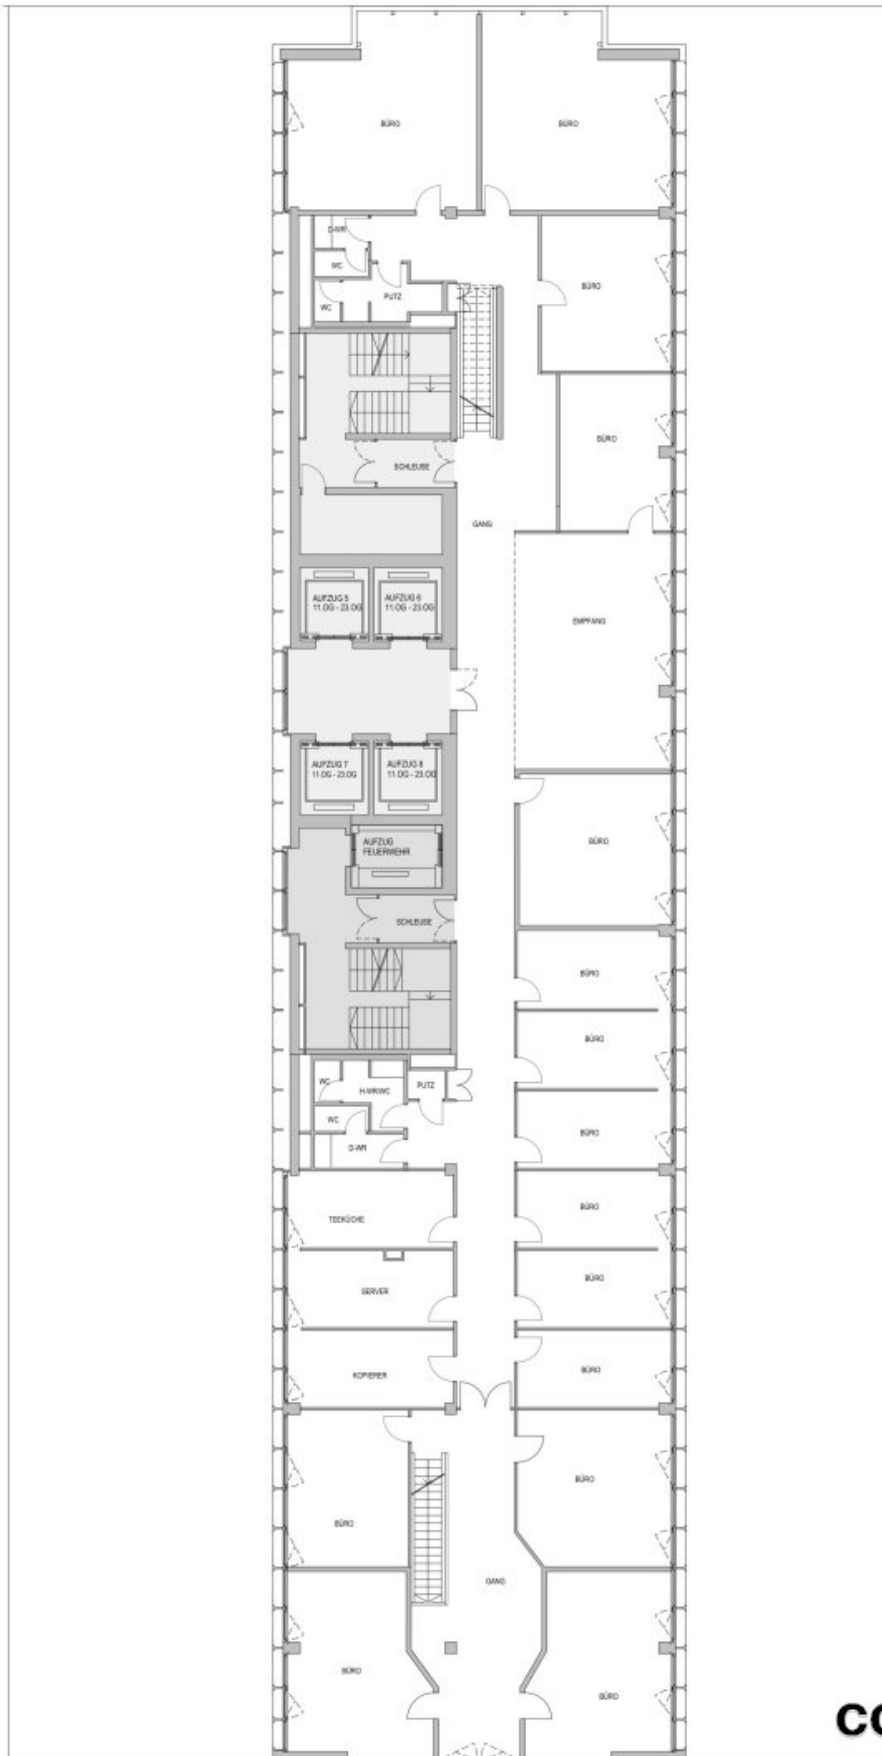 BÜRO
BÜRO
D-WR
WC
BÜRO
PUTZ
WC
BÜRO
SCHLEUSE
GANG
AUFZUG 5
11.OG - 23.OG
AUFZUG 6
11.OG - 23.OG
EMPFANG
AUFZUG 7
11.OG - 23.OG
AUFZUG 8
11.OG - 23.OG
AUFZUG
FEUERWEHR
BÜRO
SCHLEUSE
BÜRO
BÜRO
WC
H-WR/WC
PUTZ
WC
BÜRO
D-WR
TEEKÜCHE
BÜRO
SERVER
BÜRO
KOPIERER
BÜRO
BÜRO
BÜRO
GANG
BÜRO
BÜRO